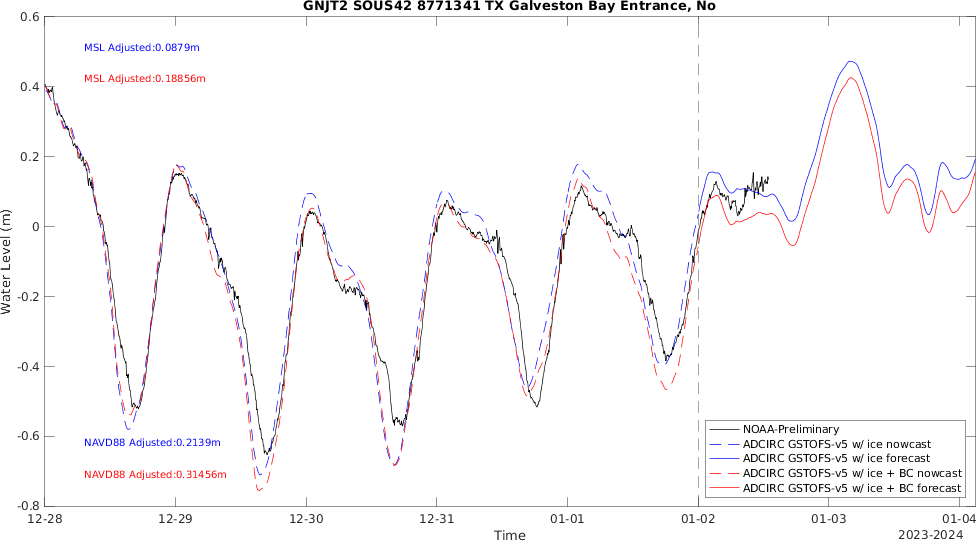 GNJT2 SOUS42 8771341 TX Galveston Bay Entrance, No
0.6
0.4
0.2
0
-0.2
-0.4
-0.6
-0.8
Water Level (m)
MSL Adjusted:0.0879m
MSL Adjusted:0.18856m
NAVD88 Adjusted:0.2139m
NAVD88 Adjusted:0.31456m
NOAA-Preliminary
ADCIRC GSTOFS-v5 w/ ice nowcast
ADCIRC GSTOFS-v5 w/ ice forecast
ADCIRC GSTOFS-v5 w/ ice + BC nowcast
ADCIRC GSTOFS-v5 w/ ice + BC forecast
12-28 12-29 12-30 12-31 01-01 01-02 01-03 01-04
Time
2023-2024